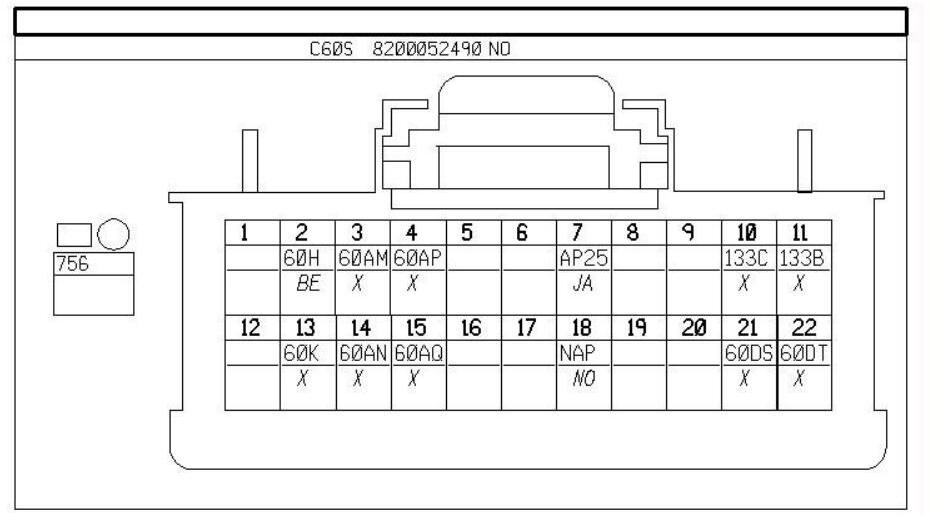 C60S 8200052490 NO
756
1 2 3 4 5 6 7 8 9 10 11
60H 60AM 60AP AP25 133C 133B
BE X X JA X X
12 13 14 15 16 17 18 19 20 21 22
60K 60AN 60AQ NAP 60DS 60DT
X X X NO X X